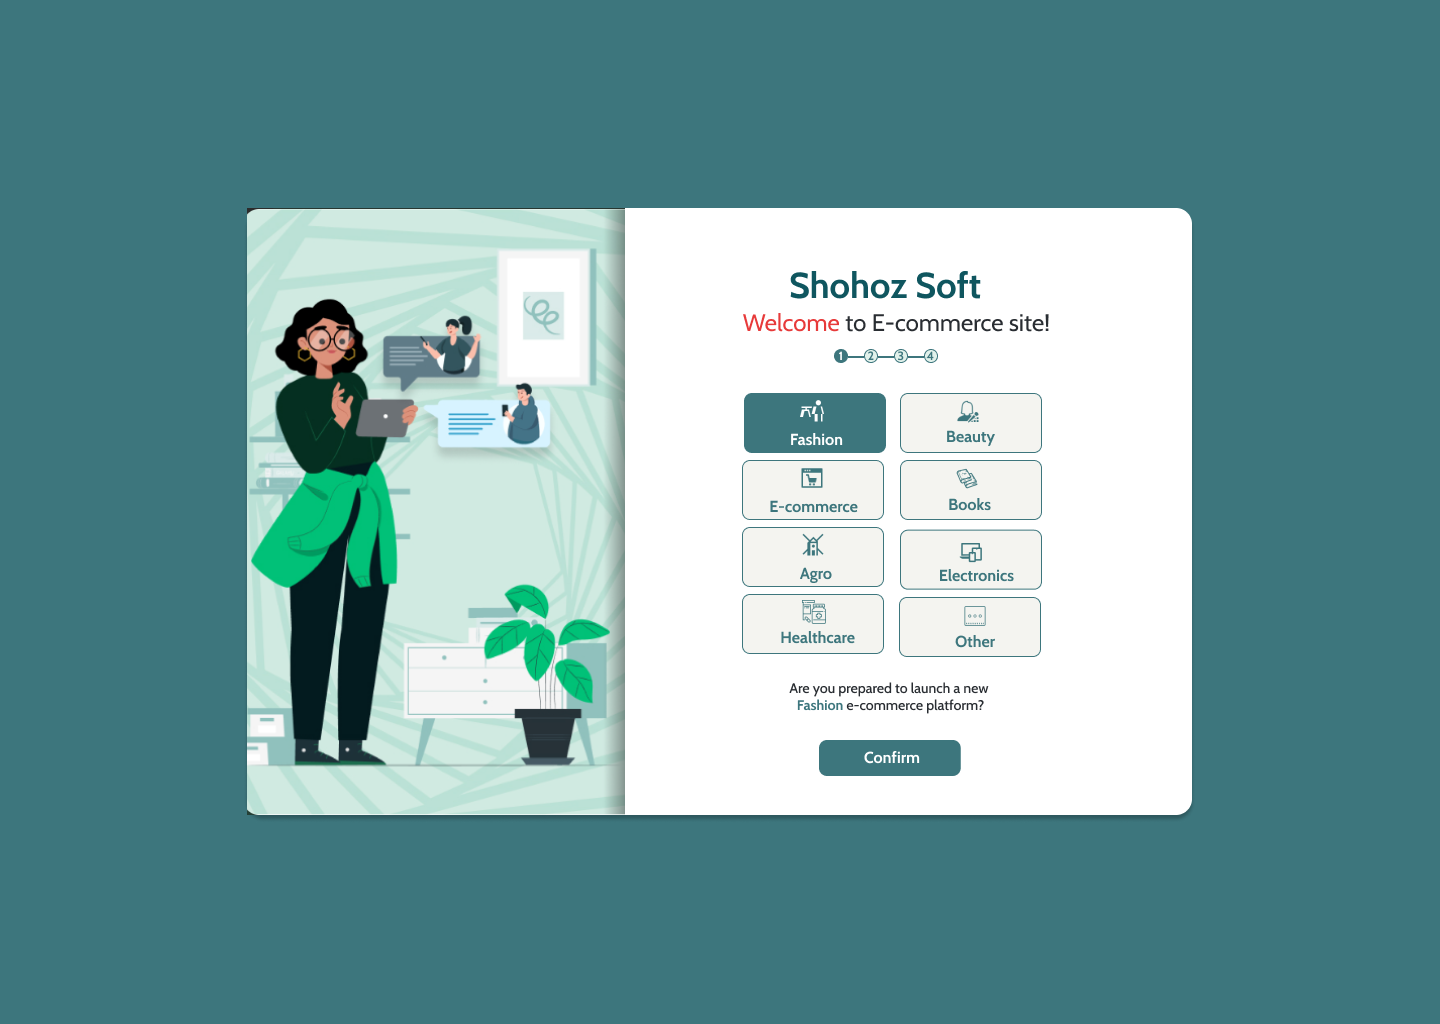 Shohoz Soft
Welcome to E-commerce site!
1 2 3 4
Fashion
Beauty
E-commerce
Books
Agro
Electronics
Healthcare
Other
Are you prepared to launch a new
Fashion e-commerce platform?
Confirm